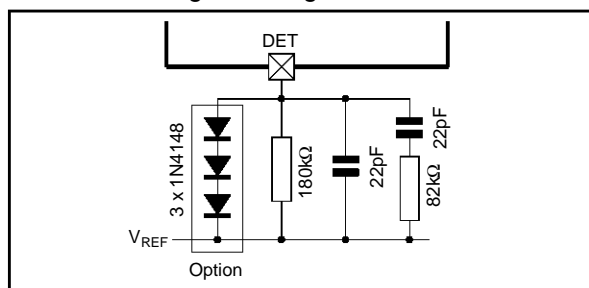 DET
3 x 1N4148
180kΩ
22pF
22pF
82kΩ
VREF
Option